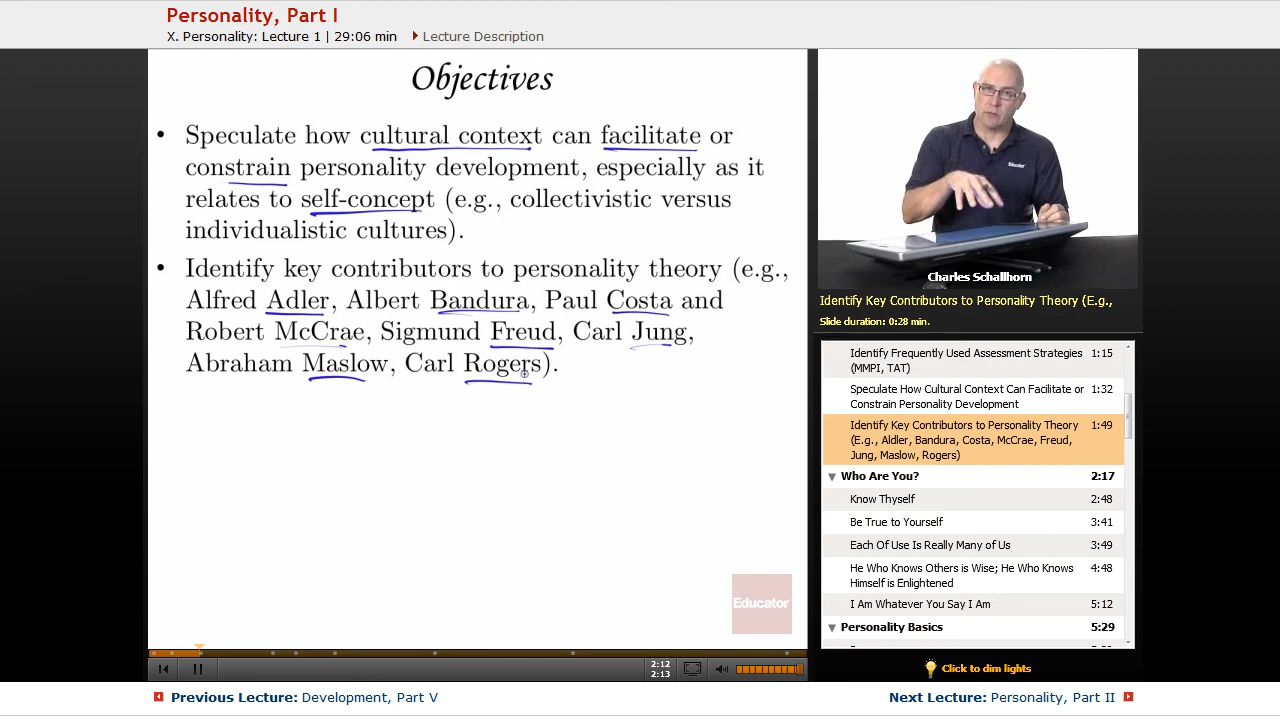 Personality, Part I
X. Personality: Lecture 1 | 29:06 min
Lecture Description
Objectives
• Speculate how cultural context can facilitate or
constrain personality development, especially as it
relates to self-concept (e.g., collectivistic versus
individualistic cultures).
• Identify key contributors to personality theory (e.g.,
Alfred Adler, Albert Bandura, Paul Costa and
Robert McCrae, Sigmund Freud, Carl Jung,
Abraham Maslow, Carl Rogers).
Educator
Educator
Charles Schallhorn
Identify Key Contributors to Personality Theory (E.g.,
Slide duration: 0:28 min.
Identify Frequently Used Assessment Strategies 1:15
(MMPI, TAT)
Speculate How Cultural Context Can Facilitate or 1:32
Constrain Personality Development
Identify Key Contributors to Personality Theory 1:49
(E.g., Aldler, Bandura, Costa, McCrae, Freud,
Jung, Maslow, Rogers)
Who Are You? 2:17
Know Thyself 2:48
Be True to Yourself 3:41
Each Of Use Is Really Many of Us 3:49
He Who Knows Others is Wise; He Who Knows 4:48
Himself is Enlightened
I Am Whatever You Say I Am 5:12
Personality Basics 5:29
2:12
2:13
Click to dim lights
Previous Lecture: Development, Part V
Next Lecture: Personality, Part II